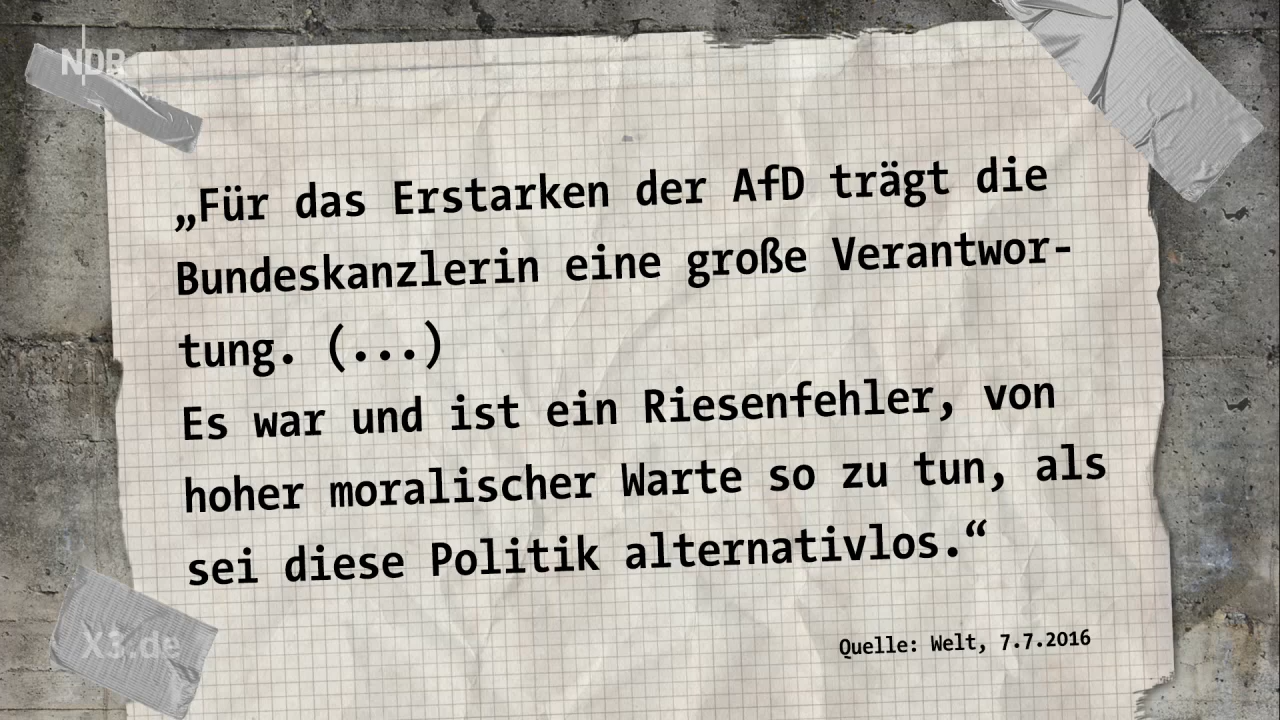 NDR
„Für das Erstarken der AfD trägt die
Bundeskanzlerin eine große Verantwor-
tung. (...)
Es war und ist ein Riesenfehler, von
hoher moralischer Warte so zu tun, als
sei diese Politik alternativlos.“
Quelle: Welt, 7.7.2016
X3.de